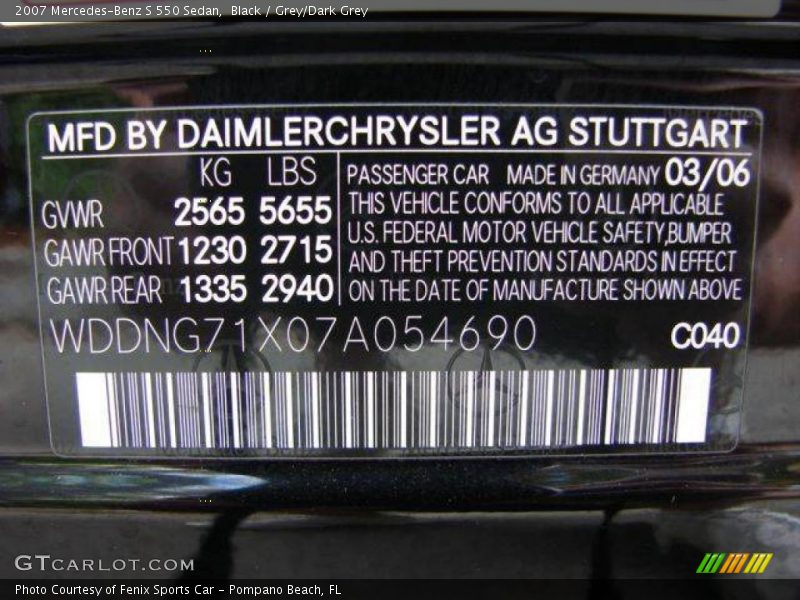 2007 Mercedes-Benz S 550 Sedan, Black / Grey/Dark Grey
MFD BY DAIMLERCHRYSLER AG STUTTGART
KG LBS
GVWR 2565 5655
GAWR FRONT 1230 2715
GAWR REAR 1335 2940
PASSENGER CAR MADE IN GERMANY 03/06
THIS VEHICLE CONFORMS TO ALL APPLICABLE
U.S. FEDERAL MOTOR VEHICLE SAFETY,BUMPER
AND THEFT PREVENTION STANDARDS IN EFFECT
ON THE DATE OF MANUFACTURE SHOWN ABOVE
WDDNG71X07A054690 C040
GTCARLOT.COM
Photo Courtesy of Fenix Sports Car - Pompano Beach, FL